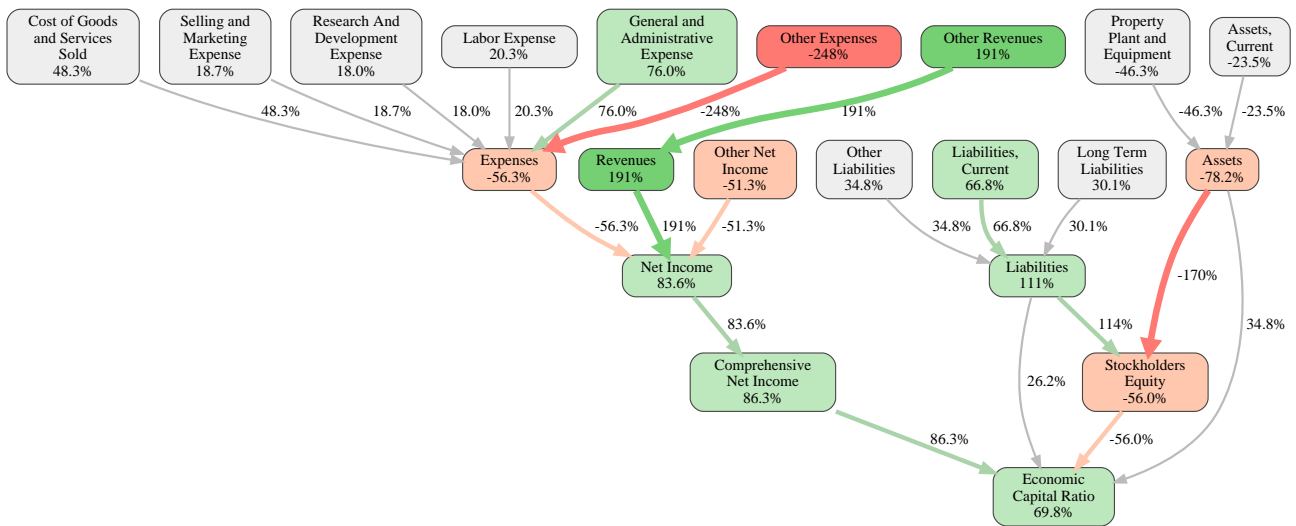 Cost of Goods
and Services
Sold
48.3%
Selling and
Marketing
Expense
18.7%
Research And
Development
Expense
18.0%
Labor Expense
20.3%
General and
Administrative
Expense
76.0%
Other Expenses
-248%
Other Revenues
191%
Property
Plant and
Equipment
-46.3%
Assets,
Current
-23.5%
48.3%
18.7%
18.0%
20.3%
76.0%
-248%
191%
-46.3%
-23.5%
Expenses
-56.3%
Revenues
191%
Other Net
Income
-51.3%
Other
Liabilities
34.8%
Liabilities,
Current
66.8%
Long Term
Liabilities
30.1%
Assets
-78.2%
-56.3%
191%
-51.3%
34.8%
66.8%
30.1%
Net Income
83.6%
Liabilities
111%
-170%
83.6%
114%
34.8%
Comprehensive
Net Income
86.3%
26.2%
Stockholders
Equity
-56.0%
86.3%
-56.0%
Economic
Capital Ratio
69.8%